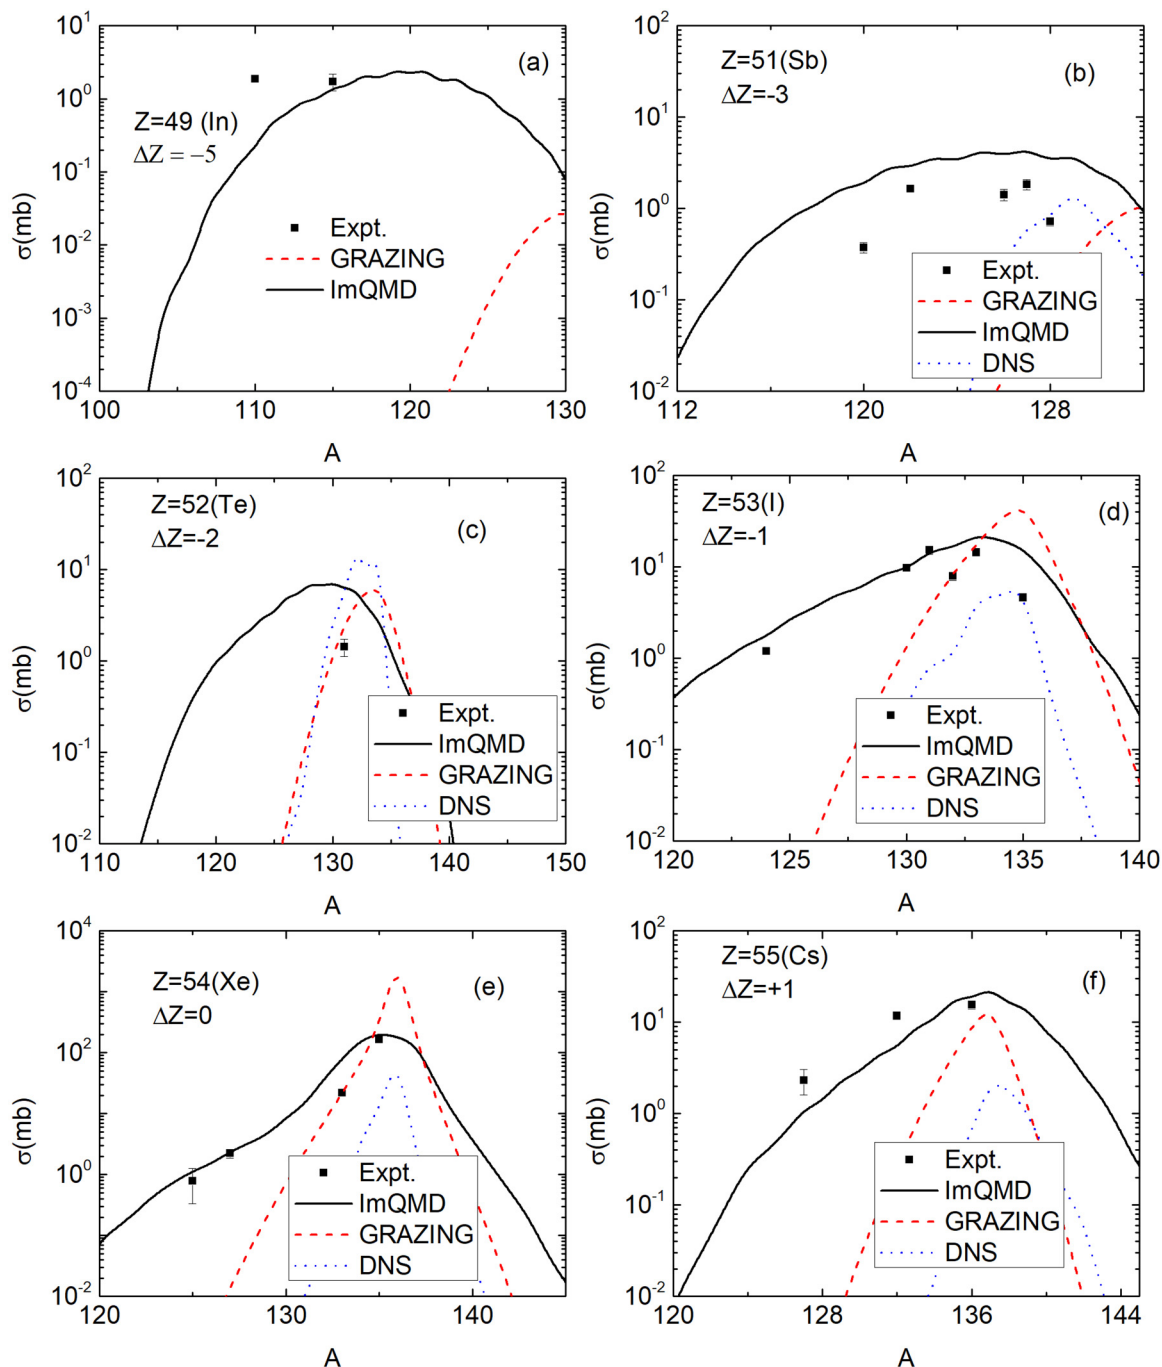 10¹
10⁰
10⁻¹
10⁻²
10⁻³
10⁻⁴
σ(mb)
(a)
Z=49 (In)
ΔZ = −5
Expt.
GRAZING
ImQMD
100 110 120 130
A
10²
10¹
10⁰
10⁻¹
10⁻²
σ(mb)
Z=51(Sb)
(b)
ΔZ=-3
Expt.
GRAZING
ImQMD
DNS
112 120 128
A
10²
10¹
10⁰
10⁻¹
10⁻²
σ(mb)
Z=52(Te)
ΔZ=-2
(c)
Expt.
ImQMD
GRAZING
DNS
110 120 130 140 150
A
10²
10¹
10⁰
10⁻¹
10⁻²
σ(mb)
Z=53(I)
(d)
ΔZ=-1
Expt.
ImQMD
GRAZING
DNS
120 125 130 135 140
A
10⁴
10²
10⁰
10⁻²
σ(mb)
Z=54(Xe)
(e)
ΔZ=0
Expt.
ImQMD
GRAZING
DNS
120 130 140
A
10²
10¹
10⁰
10⁻¹
10⁻²
σ(mb)
Z=55(Cs)
(f)
ΔZ=+1
Expt.
ImQMD
GRAZING
DNS
120 128 136 144
A